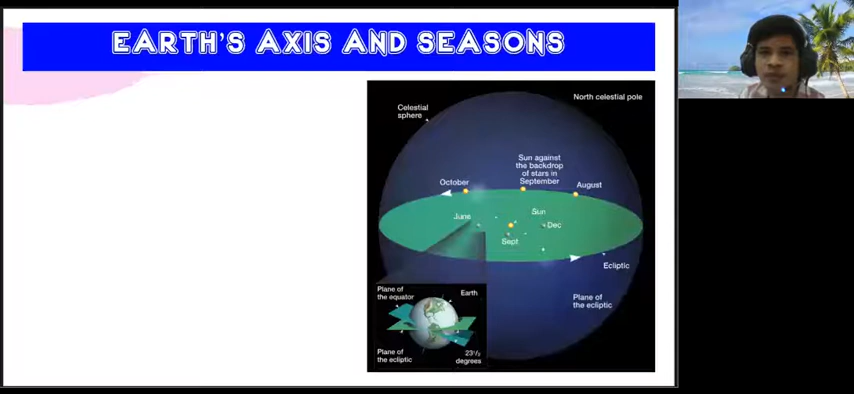 EARTH'S AXIS AND SEASONS
North celestial pole
Celestial
sphere
Sun against
the backdrop
of stars in
September
October
August
June
Sun
Dec
Sept
Ecliptic
Plane of
the ecliptic
Plane of
the equator
Earth
Plane of
the ecliptic
23½
degrees